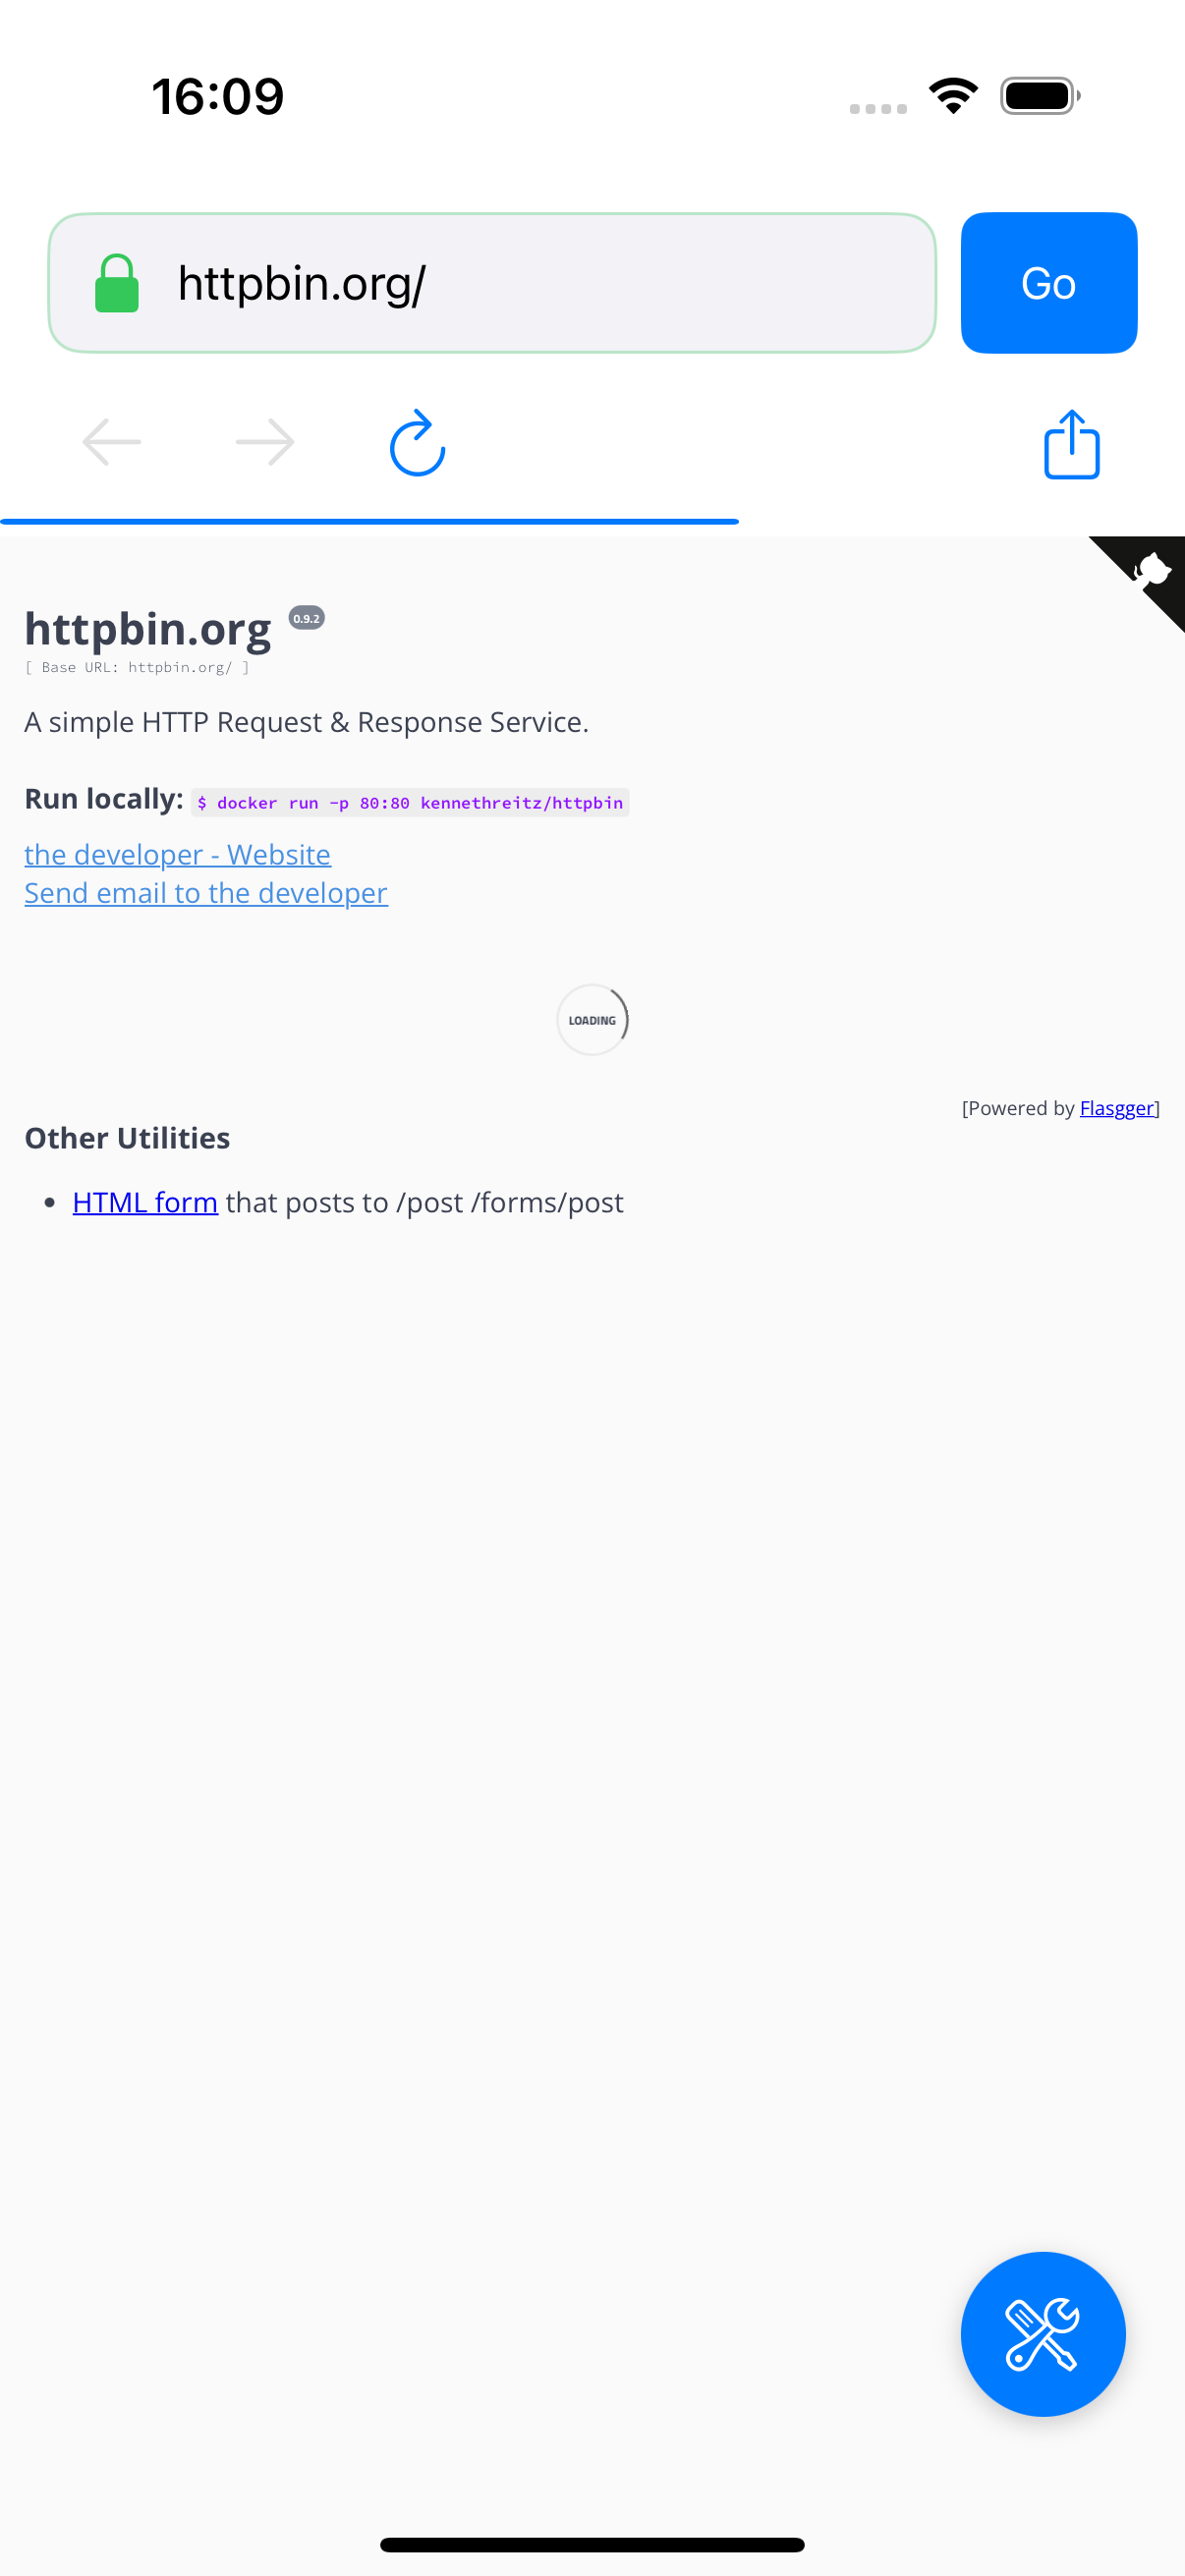 16:09
httpbin.org/
Go
httpbin.org 0.9.2
[ Base URL: httpbin.org/ ]
A simple HTTP Request & Response Service.
Run locally: $ docker run -p 80:80 kennethreitz/httpbin
the developer - Website
Send email to the developer
LOADING
[Powered by Flasgger]
Other Utilities
• HTML form that posts to /post /forms/post